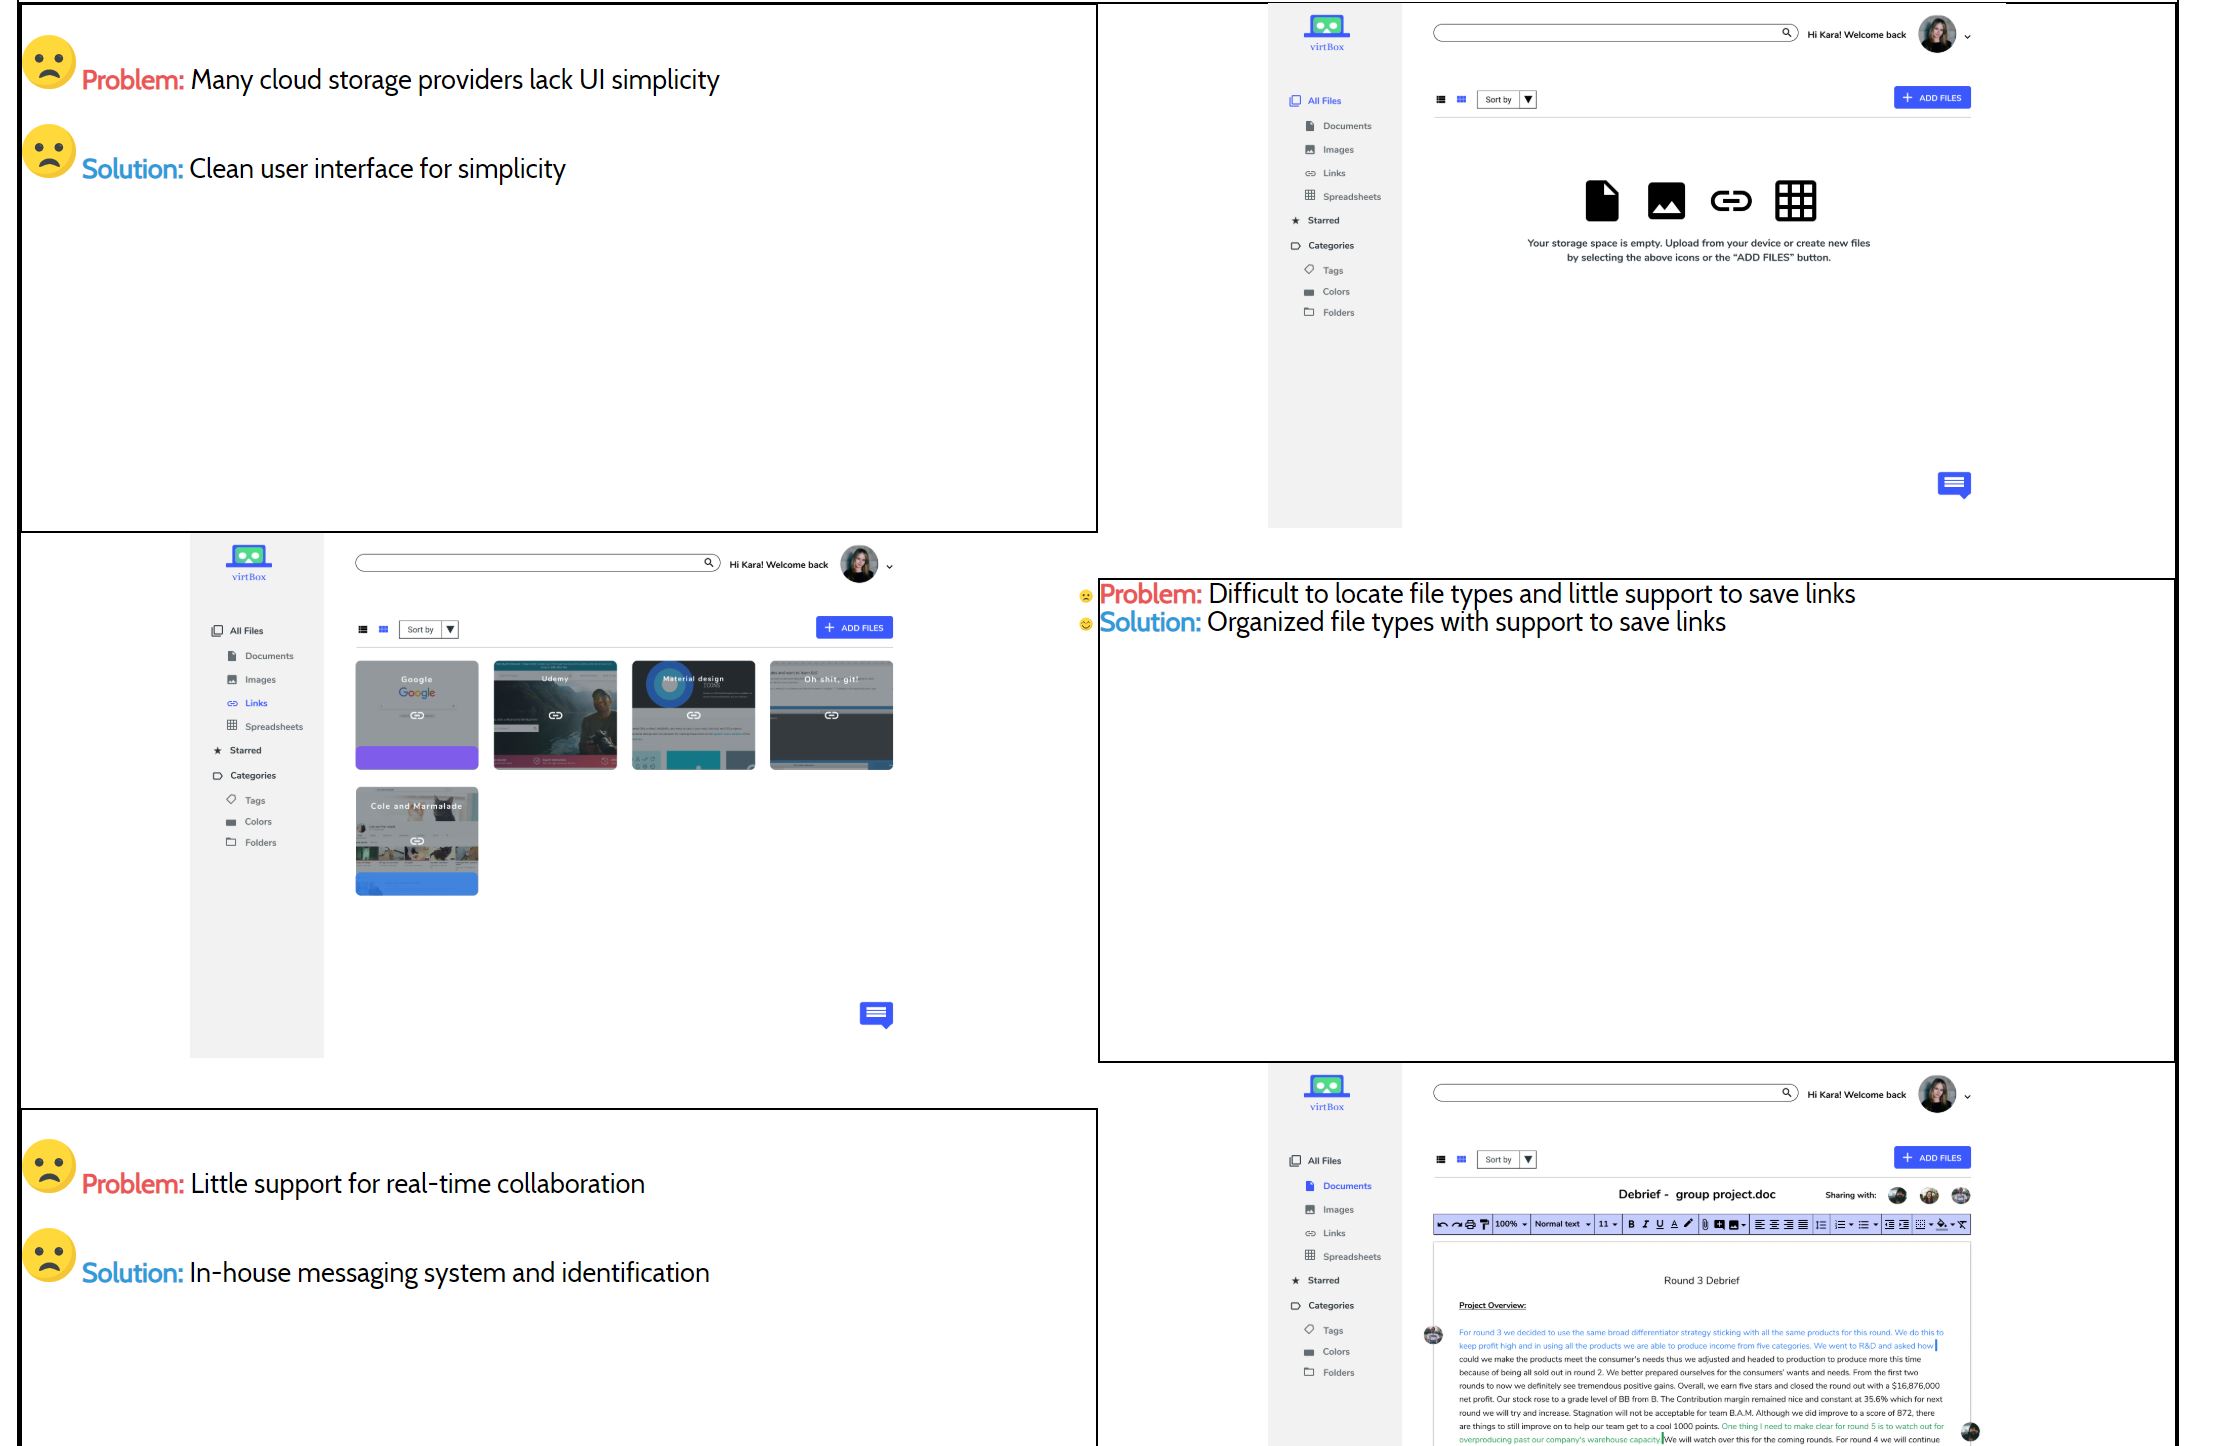 Problem: Many cloud storage providers lack UI simplicity
Solution: Clean user interface for simplicity
virtBox
Hi Kara! Welcome back
All Files
Documents
Images
Links
Spreadsheets
Starred
Categories
Tags
Colors
Folders
Sort by
ADD FILES
Your storage space is empty. Upload from your device or create new files
by selecting the above icons or the “ADD FILES” button.
virtBox
Hi Kara! Welcome back
All Files
Documents
Images
Links
Spreadsheets
Starred
Categories
Tags
Colors
Folders
Sort by
ADD FILES
Google
Google
Udemy
Material design
Oh shit, git!
Cole and Marmalade
Problem: Difficult to locate file types and little support to save links
Solution: Organized file types with support to save links
Problem: Little support for real-time collaboration
Solution: In-house messaging system and identification
virtBox
Hi Kara! Welcome back
All Files
Documents
Images
Links
Spreadsheets
Starred
Categories
Tags
Colors
Folders
Sort by
ADD FILES
Debrief - group project.doc
Sharing with:
100% Normal text 11 B I U A
Round 3 Debrief
Project Overview:
For round 3 we decided to use the same broad differentiator strategy sticking with all the same products for this round. We do this to
keep profit high and in using all the products we are able to produce income from five categories. We went to R&D and asked how
could we make the products meet the consumer's needs thus we adjusted and headed to production to produce more this time
because of being all sold out in round 2. We better prepared ourselves for the consumers' wants and needs. From the first two
rounds to now we definitely see tremendous positive gains. Overall, we earn five stars and closed the round out with a $16,876,000
net profit. Our stock rose to a grade level of BB from B. The Contribution margin remained nice and constant at 35.6% which for next
round we will try and increase. Stagnation will not be acceptable for team B.A.M. Although we did improve to a score of 872, there
are things to still improve on to help our team get to a cool 1000 points. One thing I need to make clear for round 5 is to watch out for
overproducing past our company's warehouse capacity. We will watch over this for the coming rounds. For round 4 we will continue